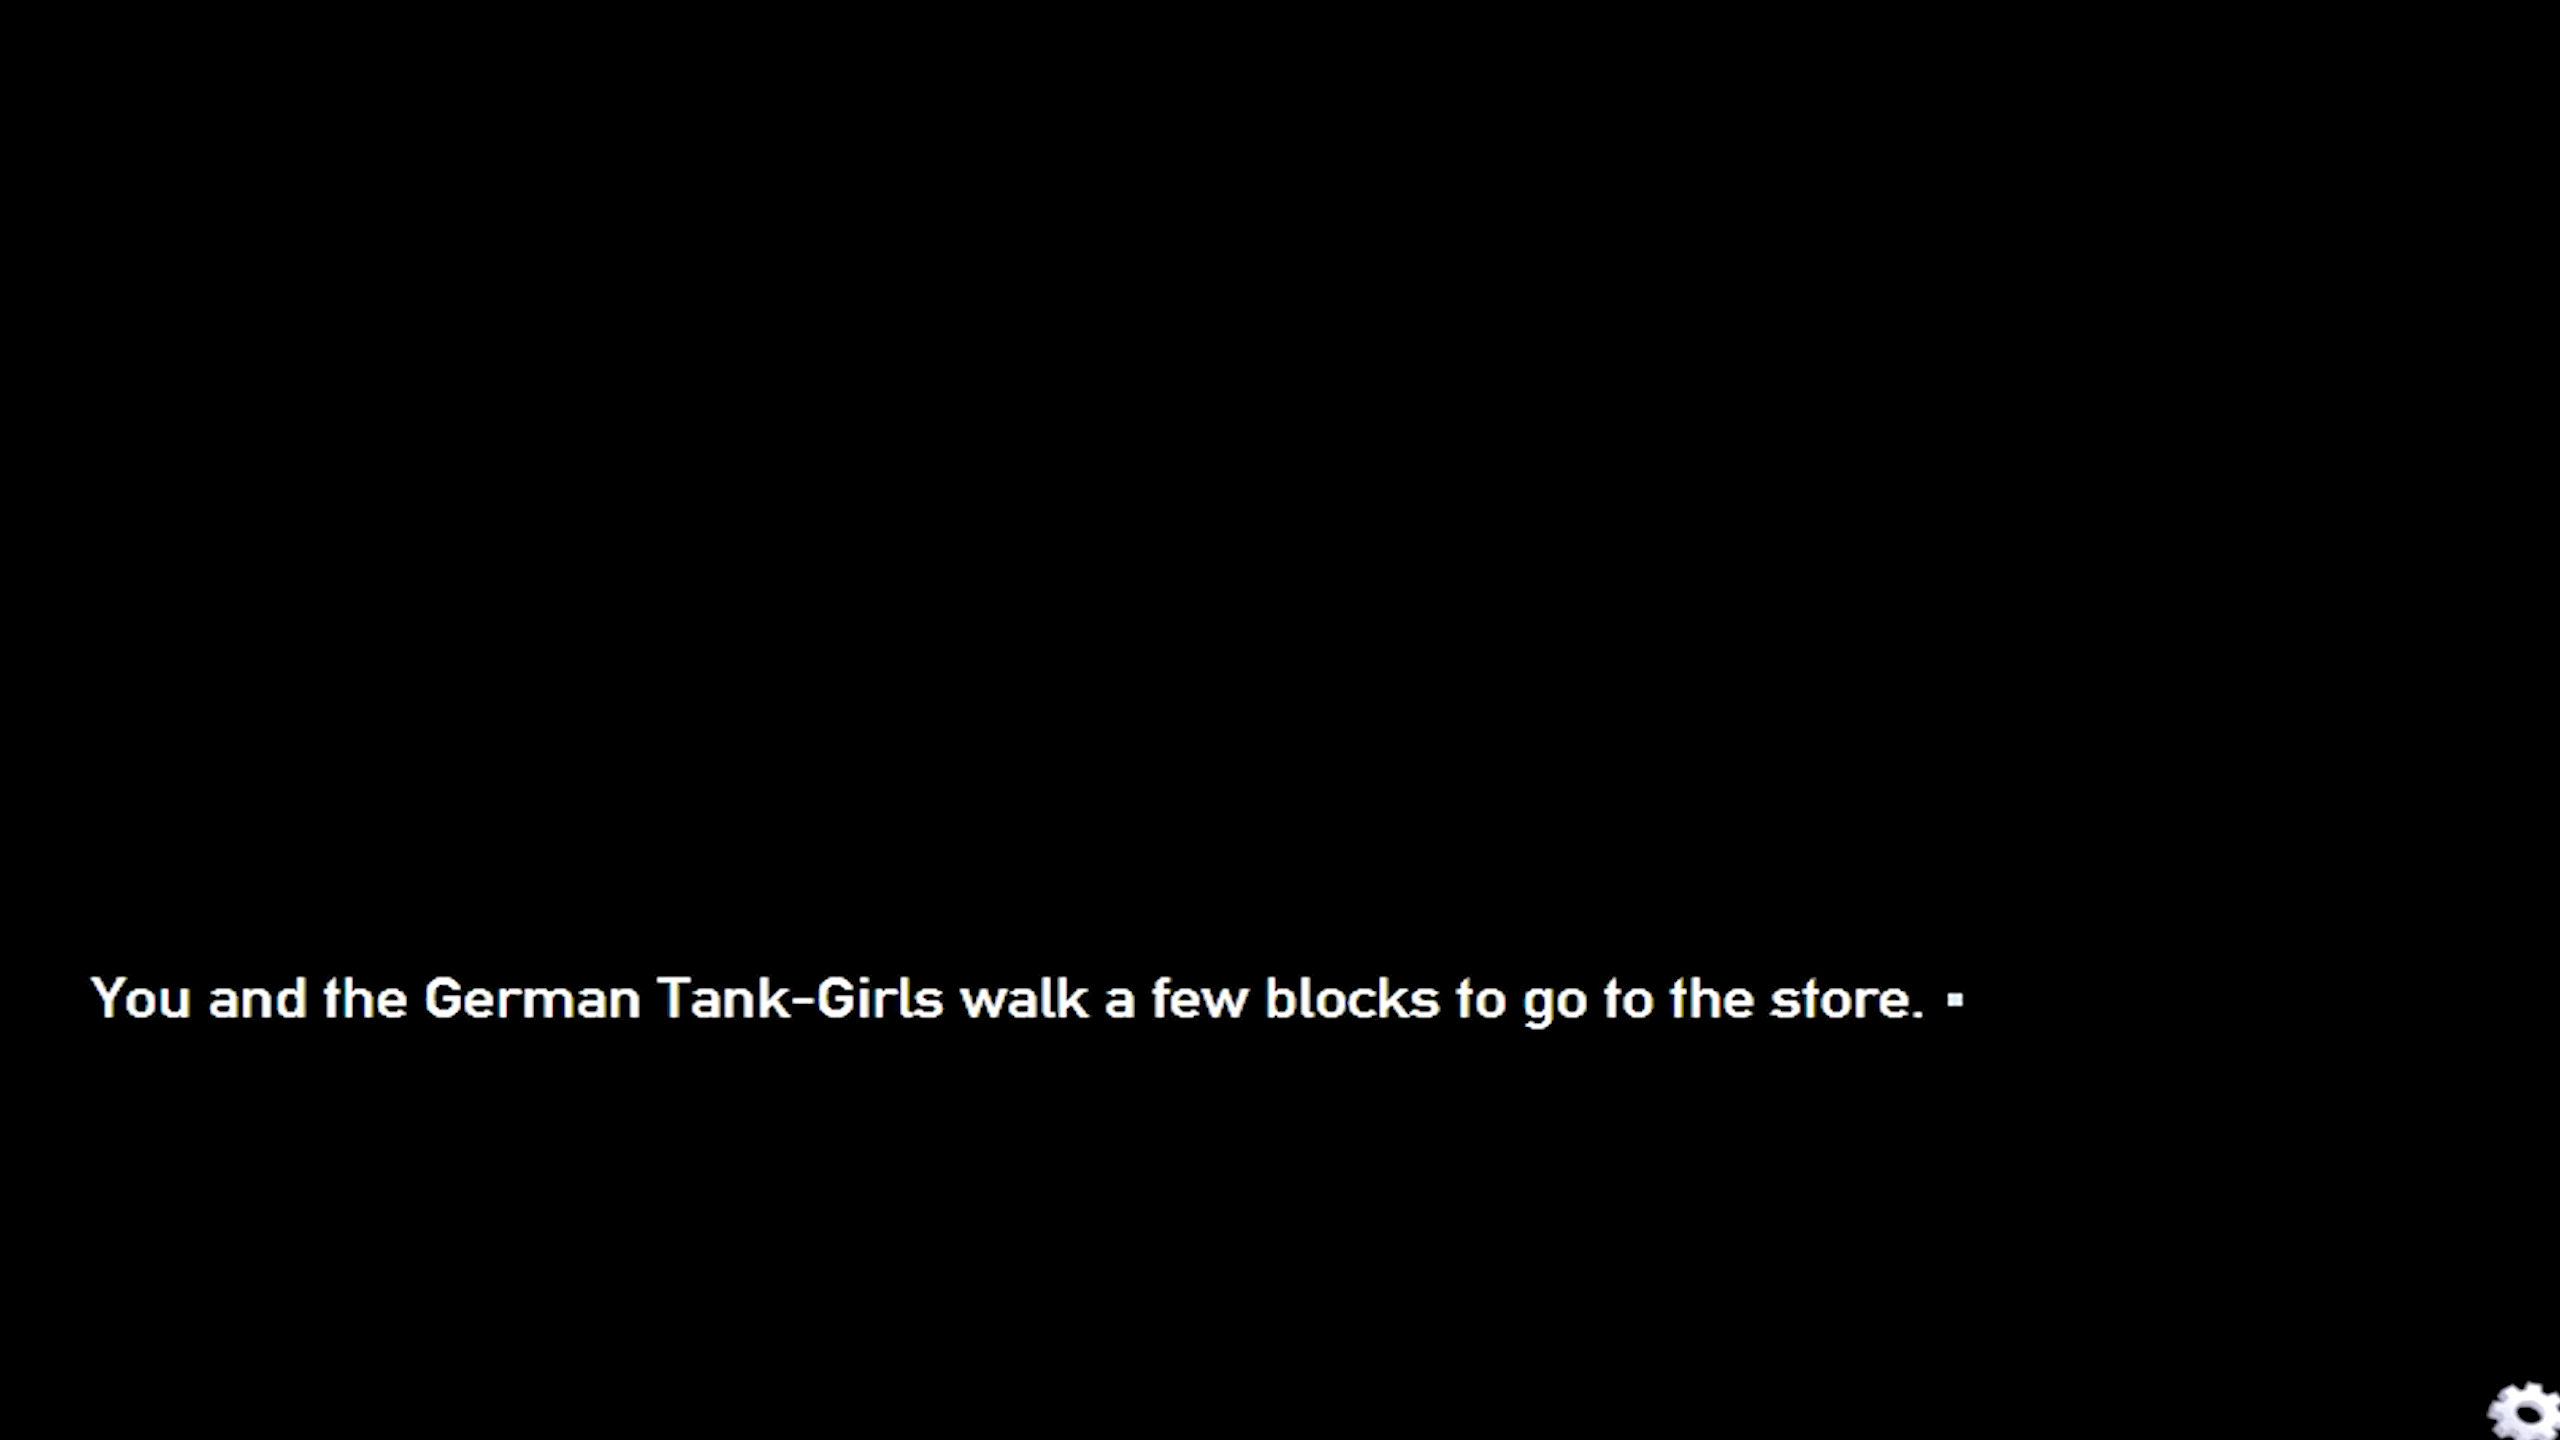 You and the German Tank-Girls walk a few blocks to go to the store.